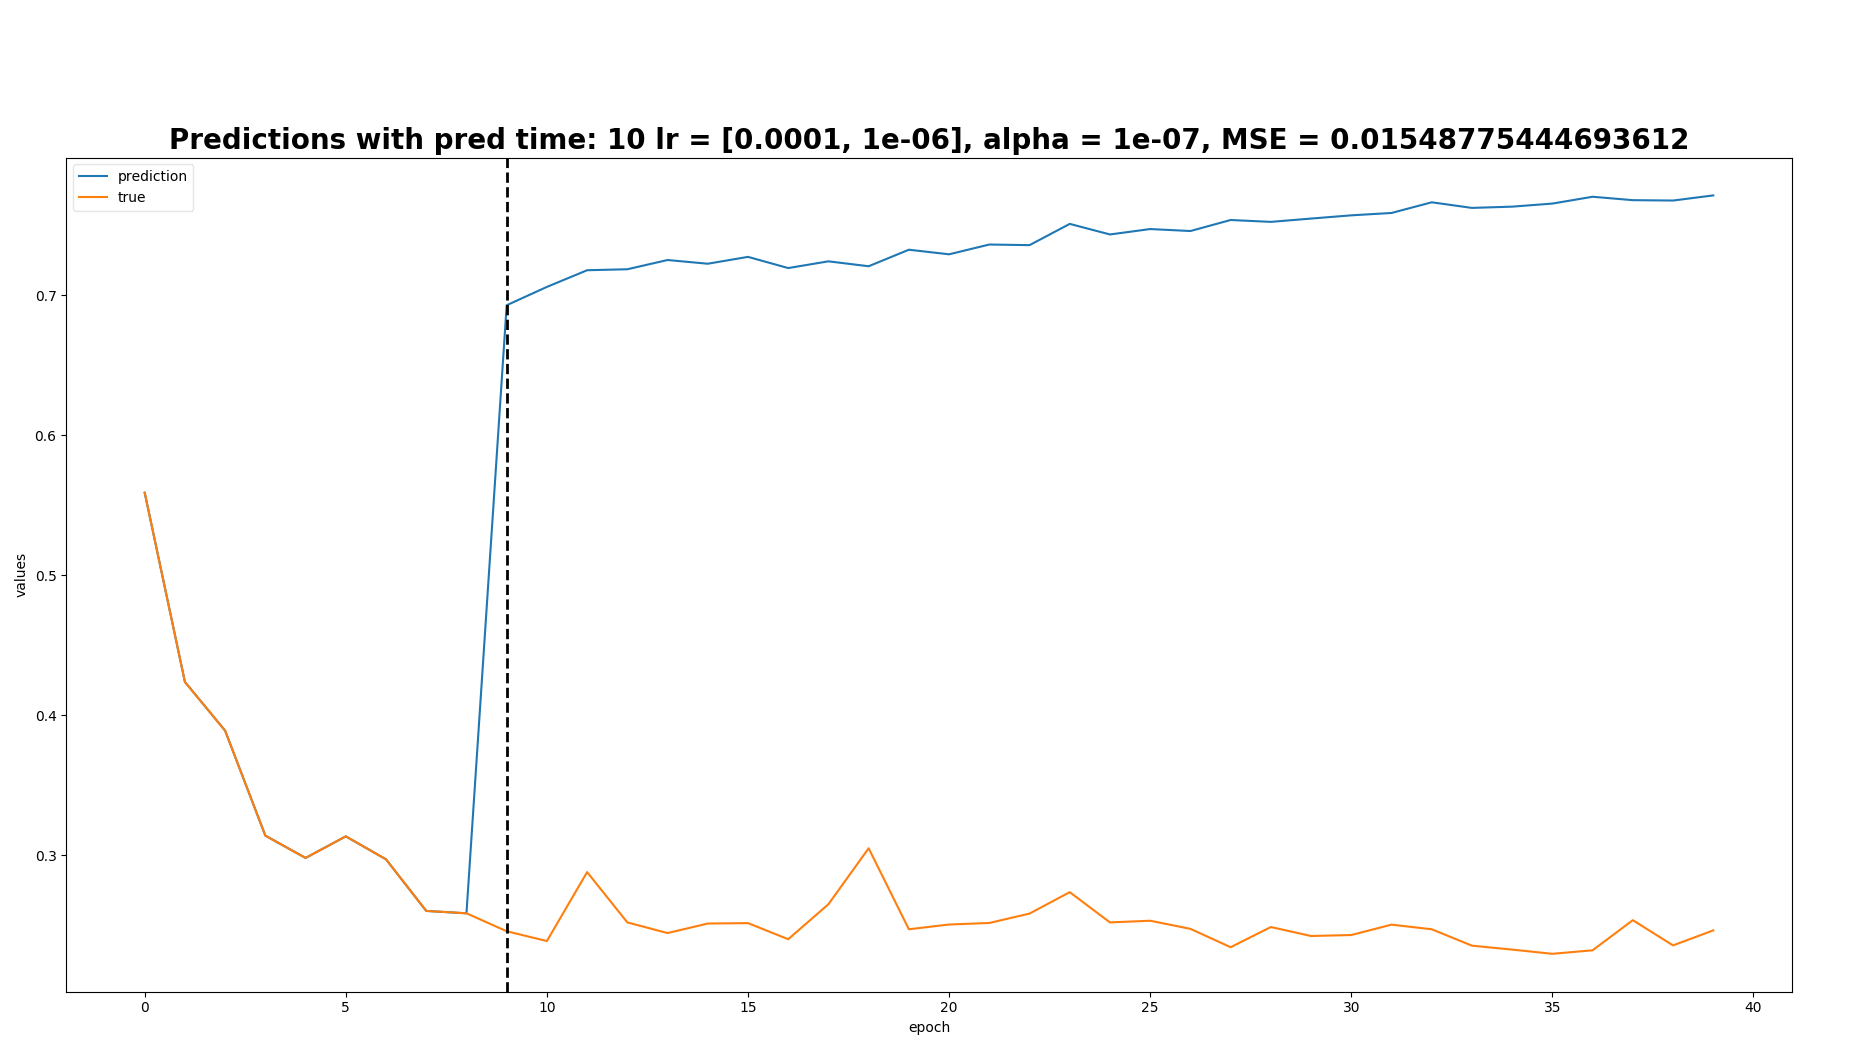 Predictions with pred time: 10 lr = [0.0001, 1e-06], alpha = 1e-07, MSE = 0.01548775444693612
prediction
true
0.7
0.6
0.5
0.4
0.3
values
0 5 10 15 20 25 30 35 40
epoch